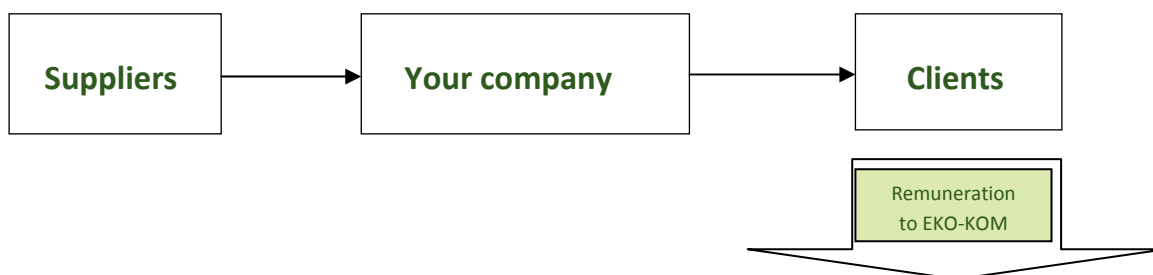 Suppliers
Your company
Clients
Remuneration
to EKO-KOM